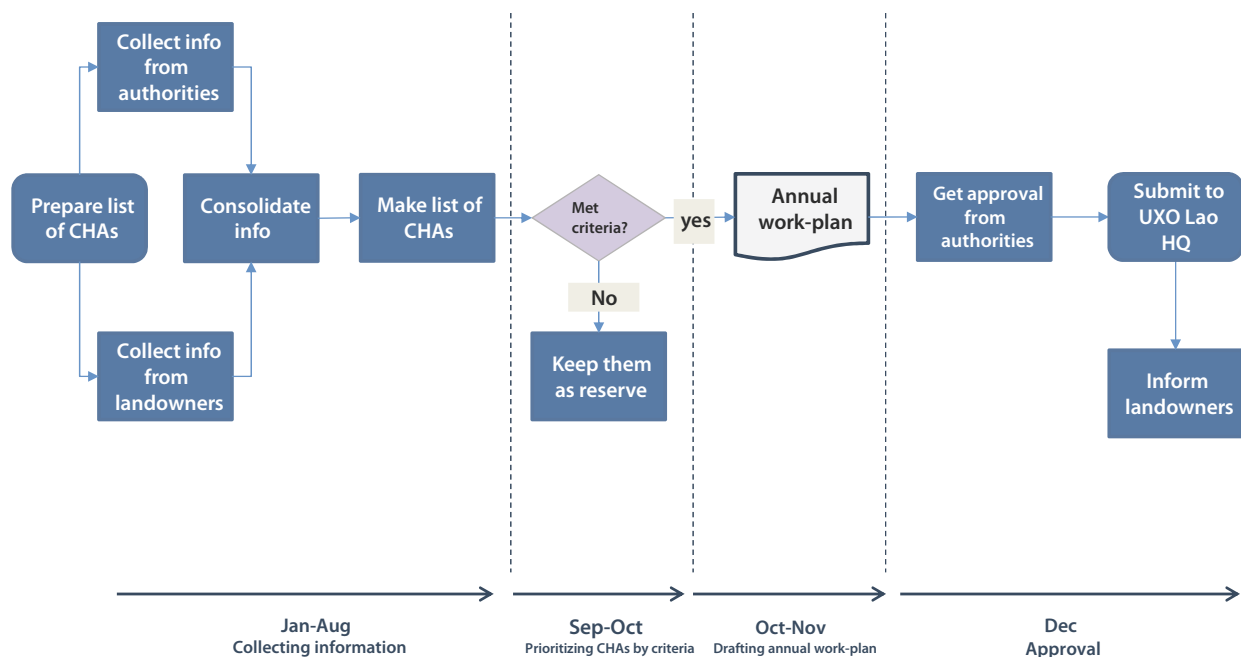 Collect info
from
authorities
Prepare list
of CHAs
Consolidate
info
Make list of
CHAs
Collect info
from
landowners
Met
criteria?
yes
No
Keep them
as reserve
Annual
work-plan
Get approval
from
authorities
Submit to
UXO Lao
HQ
Inform
landowners
Jan-Aug
Collecting information
Sep-Oct
Prioritizing CHAs by criteria
Oct-Nov
Drafting annual work-plan
Dec
Approval